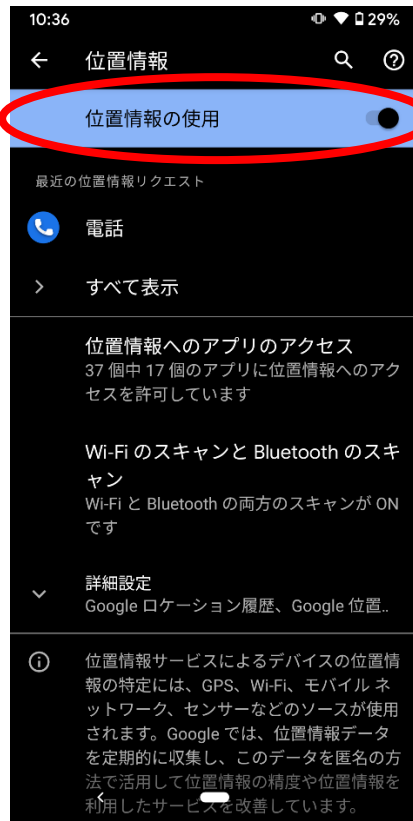 10:36
29%
位置情報
位置情報の使用
最近の位置情報リクエスト
電話
すべて表示
位置情報へのアプリのアクセス
37 個中 17 個のアプリに位置情報へのアク
セスを許可しています
Wi-Fi のスキャンと Bluetooth のスキ
ャン
Wi-Fi と Bluetooth の両方のスキャンが ON
です
詳細設定
Google ロケーション履歴、Google 位置..
位置情報サービスによるデバイスの位置情
報の特定には、GPS、Wi-Fi、モバイル ネ
ットワーク、センサーなどのソースが使用
されます。Google では、位置情報データ
を定期的に収集し、このデータを匿名の方
法で活用して位置情報の精度や位置情報を
利用したサービスを改善しています。